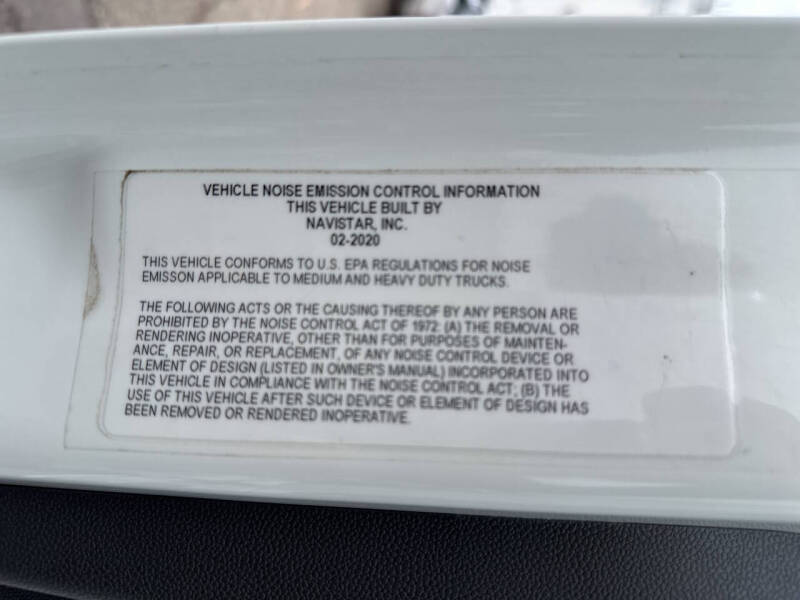 VEHICLE NOISE EMISSION CONTROL INFORMATION
THIS VEHICLE BUILT BY
NAVISTAR, INC.
02-2020
THIS VEHICLE CONFORMS TO U.S. EPA REGULATIONS FOR NOISE
EMISSON APPLICABLE TO MEDIUM AND HEAVY DUTY TRUCKS.
THE FOLLOWING ACTS OR THE CAUSING THEREOF BY ANY PERSON ARE
PROHIBITED BY THE NOISE CONTROL ACT OF 1972: (A) THE REMOVAL OR
RENDERING INOPERATIVE, OTHER THAN FOR PURPOSES OF MAINTEN-
ANCE, REPAIR, OR REPLACEMENT, OF ANY NOISE CONTROL DEVICE OR
ELEMENT OF DESIGN (LISTED IN OWNER'S MANUAL) INCORPORATED INTO
THIS VEHICLE IN COMPLIANCE WITH THE NOISE CONTROL ACT; (B) THE
USE OF THIS VEHICLE AFTER SUCH DEVICE OR ELEMENT OF DESIGN HAS
BEEN REMOVED OR RENDERED INOPERATIVE.